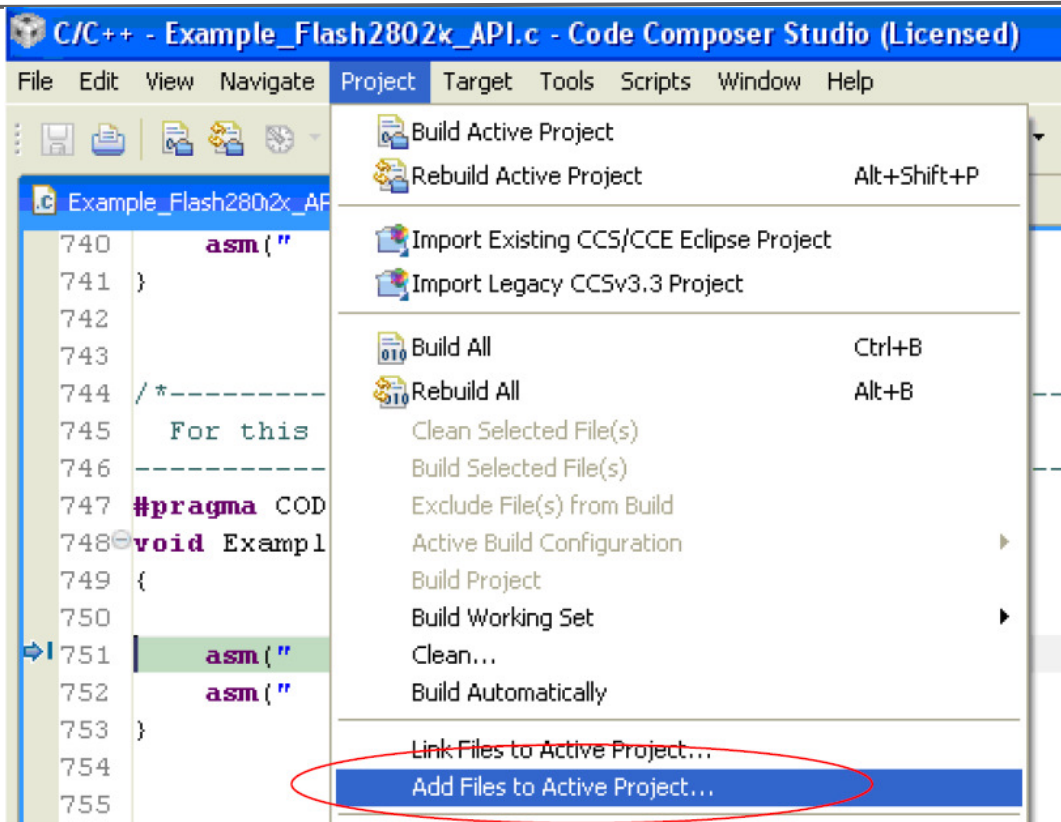 C/C++ - Example_Flash2802x_API.c - Code Composer Studio (Licensed)
File Edit View Navigate Project Target Tools Scripts Window Help
Build Active Project
Rebuild Active Project Alt+Shift+P
Example_Flash2802x_AP
Import Existing CCS/CCE Eclipse Project
Import Legacy CCSv3.3 Project
Build All Ctrl+B
Rebuild All Alt+B
Clean Selected File(s)
Build Selected File(s)
Exclude File(s) from Build
Active Build Configuration
Build Project
Build Working Set
Clean...
Build Automatically
Link Files to Active Project...
Add Files to Active Project...
740 asm("
741 }
742
743
744 /*----------
745 For this
746 -----------
747 #pragma COD
748 void Exampl
749 {
750
751 asm("
752 asm("
753 }
754
755